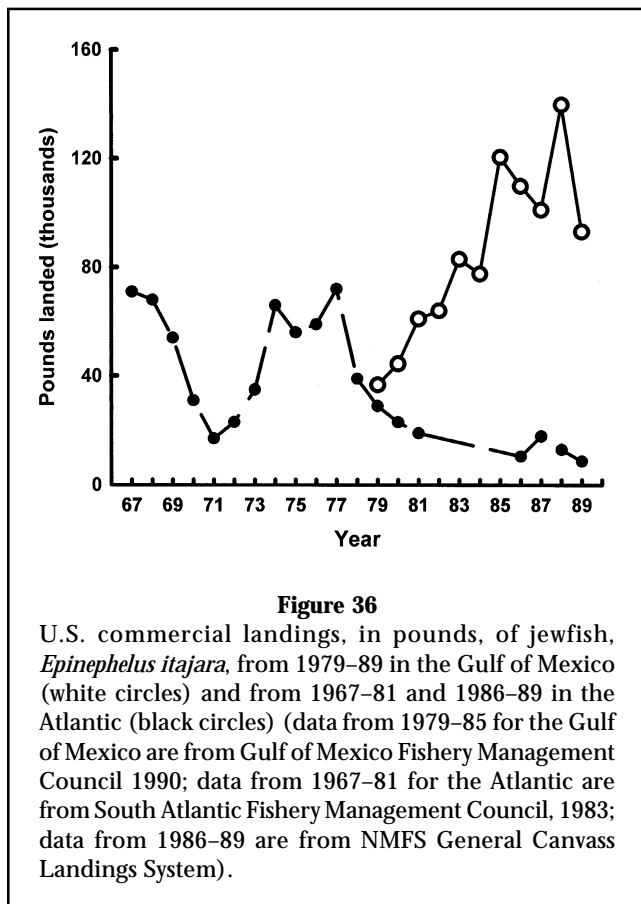 160
120
80
40
0
Pounds landed (thousands)
67 69 71 73 75 77 79 81 83 85 87 89
Year
Figure 36
U.S. commercial landings, in pounds, of jewfish,
Epinephelus itajara, from 1979–89 in the Gulf of Mexico
(white circles) and from 1967–81 and 1986–89 in the
Atlantic (black circles) (data from 1979–85 for the Gulf
of Mexico are from Gulf of Mexico Fishery Management
Council 1990; data from 1967–81 for the Atlantic are
from South Atlantic Fishery Management Council, 1983;
data from 1986–89 are from NMFS General Canvass
Landings System).